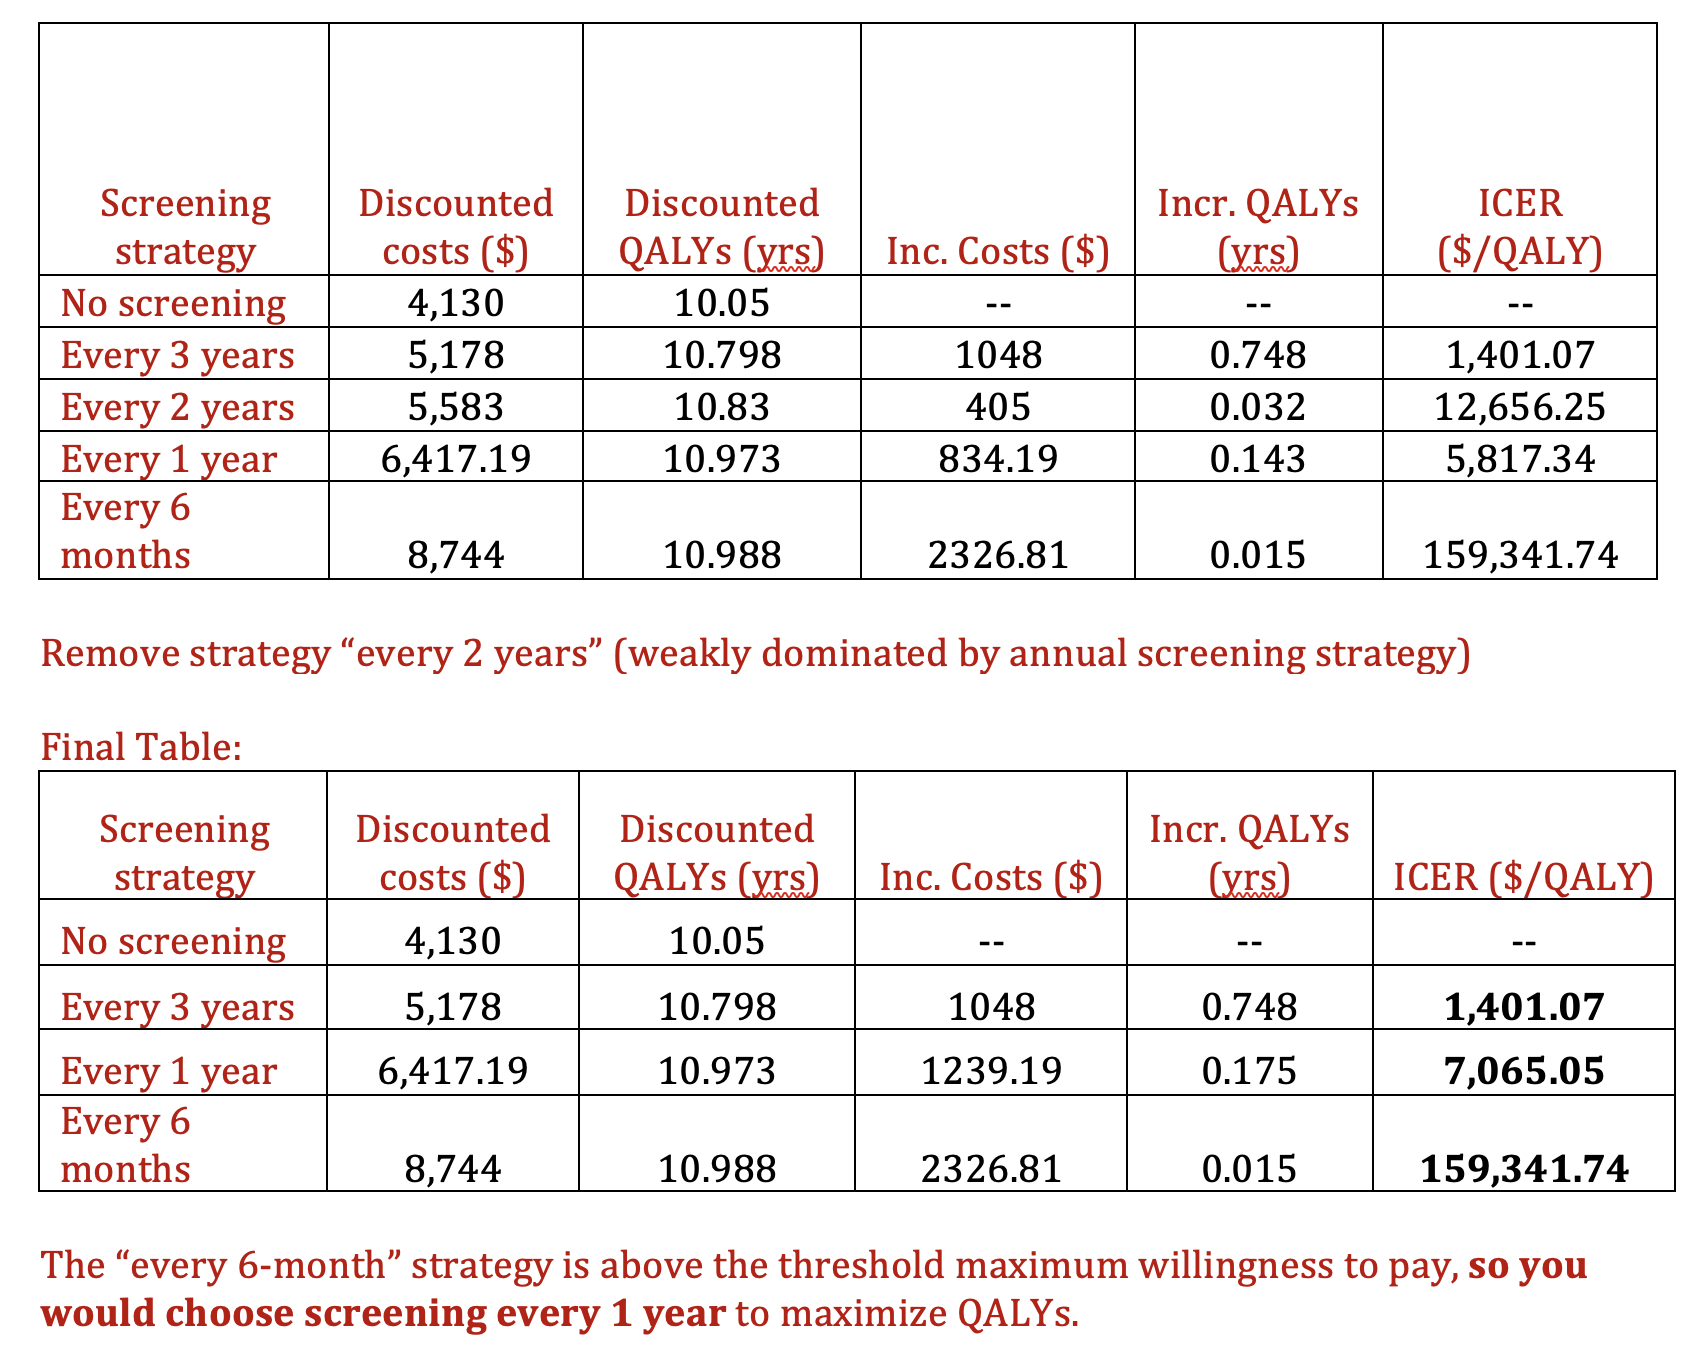 Screening strategy | Discounted costs ($) | Discounted QALYs (yrs) | Inc. Costs ($) | Incr. QALYs (yrs) | ICER ($/QALY)
No screening | 4,130 | 10.05 | -- | -- | --
Every 3 years | 5,178 | 10.798 | 1048 | 0.748 | 1,401.07
Every 2 years | 5,583 | 10.83 | 405 | 0.032 | 12,656.25
Every 1 year | 6,417.19 | 10.973 | 834.19 | 0.143 | 5,817.34
Every 6 months | 8,744 | 10.988 | 2326.81 | 0.015 | 159,341.74
Remove strategy “every 2 years” (weakly dominated by annual screening strategy)
Final Table:
Screening strategy | Discounted costs ($) | Discounted QALYs (yrs) | Inc. Costs ($) | Incr. QALYs (yrs) | ICER ($/QALY)
No screening | 4,130 | 10.05 | -- | -- | --
Every 3 years | 5,178 | 10.798 | 1048 | 0.748 | 1,401.07
Every 1 year | 6,417.19 | 10.973 | 1239.19 | 0.175 | 7,065.05
Every 6 months | 8,744 | 10.988 | 2326.81 | 0.015 | 159,341.74
The “every 6-month” strategy is above the threshold maximum willingness to pay, so you
would choose screening every 1 year to maximize QALYs.